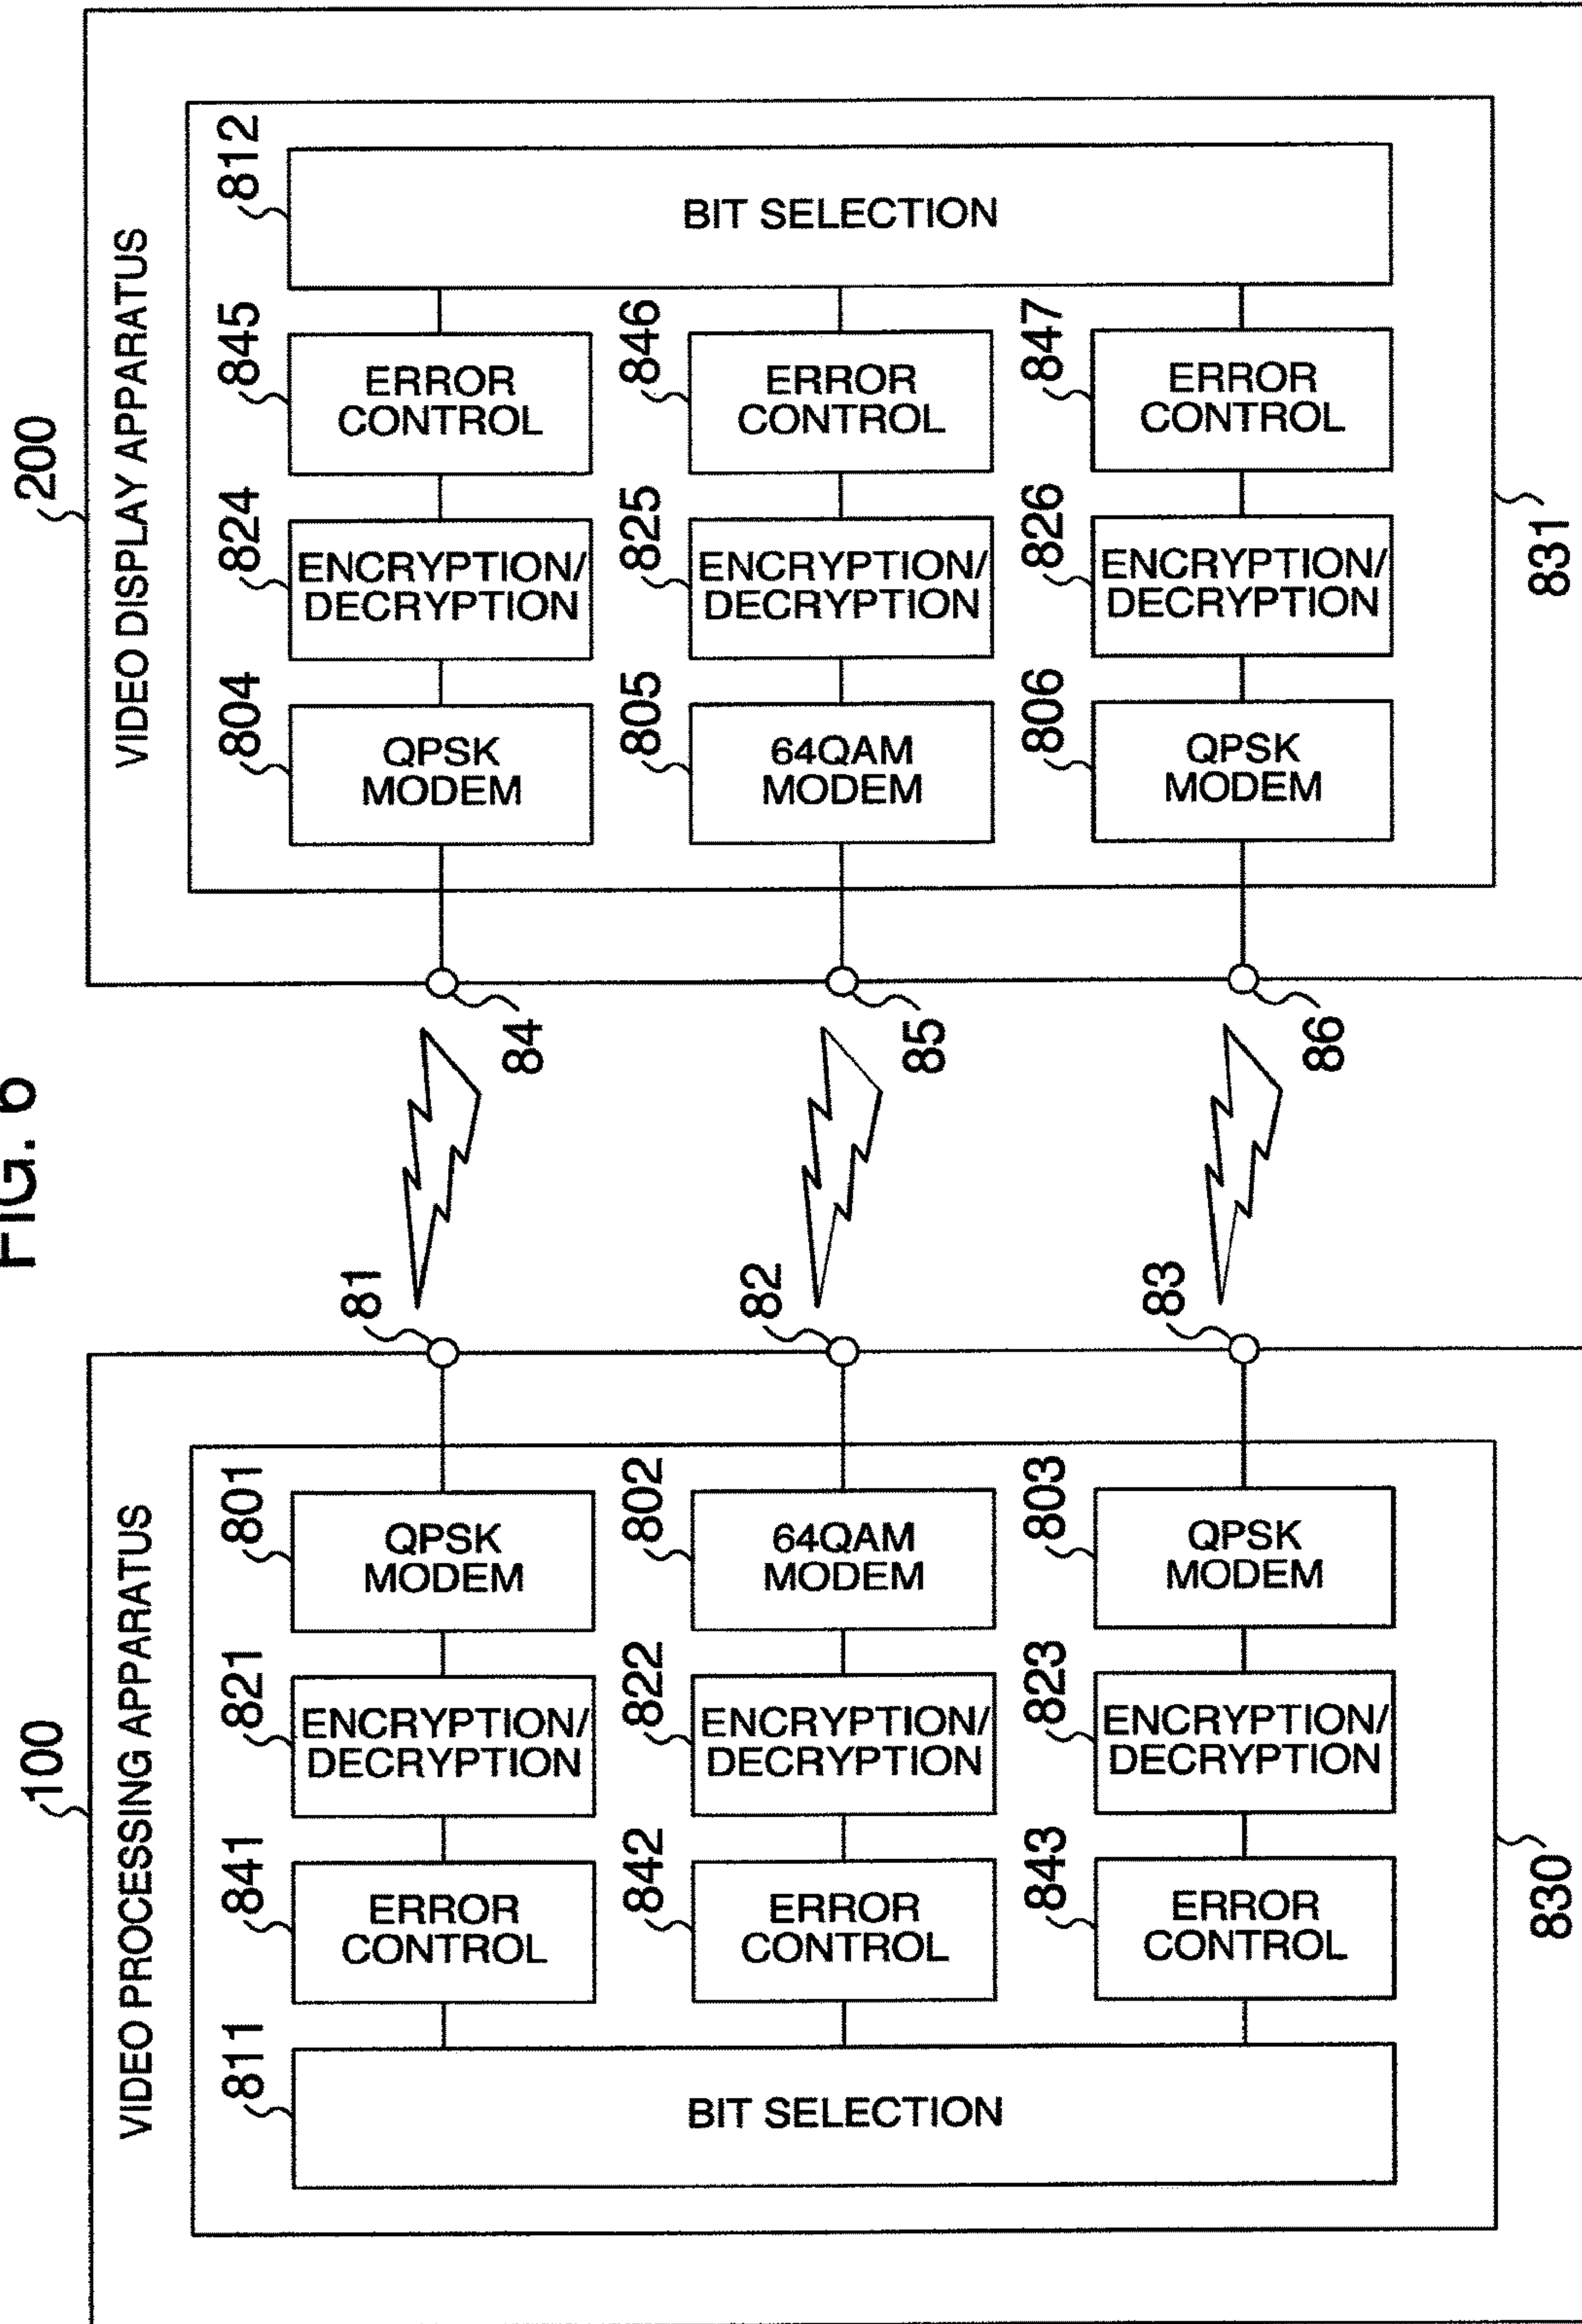 FIG. 6
100
VIDEO PROCESSING APPARATUS
811
BIT SELECTION
841
ERROR
CONTROL
821
ENCRYPTION/
DECRYPTION
801
QPSK
MODEM
81
842
ERROR
CONTROL
822
ENCRYPTION/
DECRYPTION
802
64QAM
MODEM
82
843
ERROR
CONTROL
823
ENCRYPTION/
DECRYPTION
803
QPSK
MODEM
83
830
200
VIDEO DISPLAY APPARATUS
84
804
QPSK
MODEM
824
ENCRYPTION/
DECRYPTION
845
ERROR
CONTROL
812
BIT SELECTION
85
805
64QAM
MODEM
825
ENCRYPTION/
DECRYPTION
846
ERROR
CONTROL
86
806
QPSK
MODEM
826
ENCRYPTION/
DECRYPTION
847
ERROR
CONTROL
831